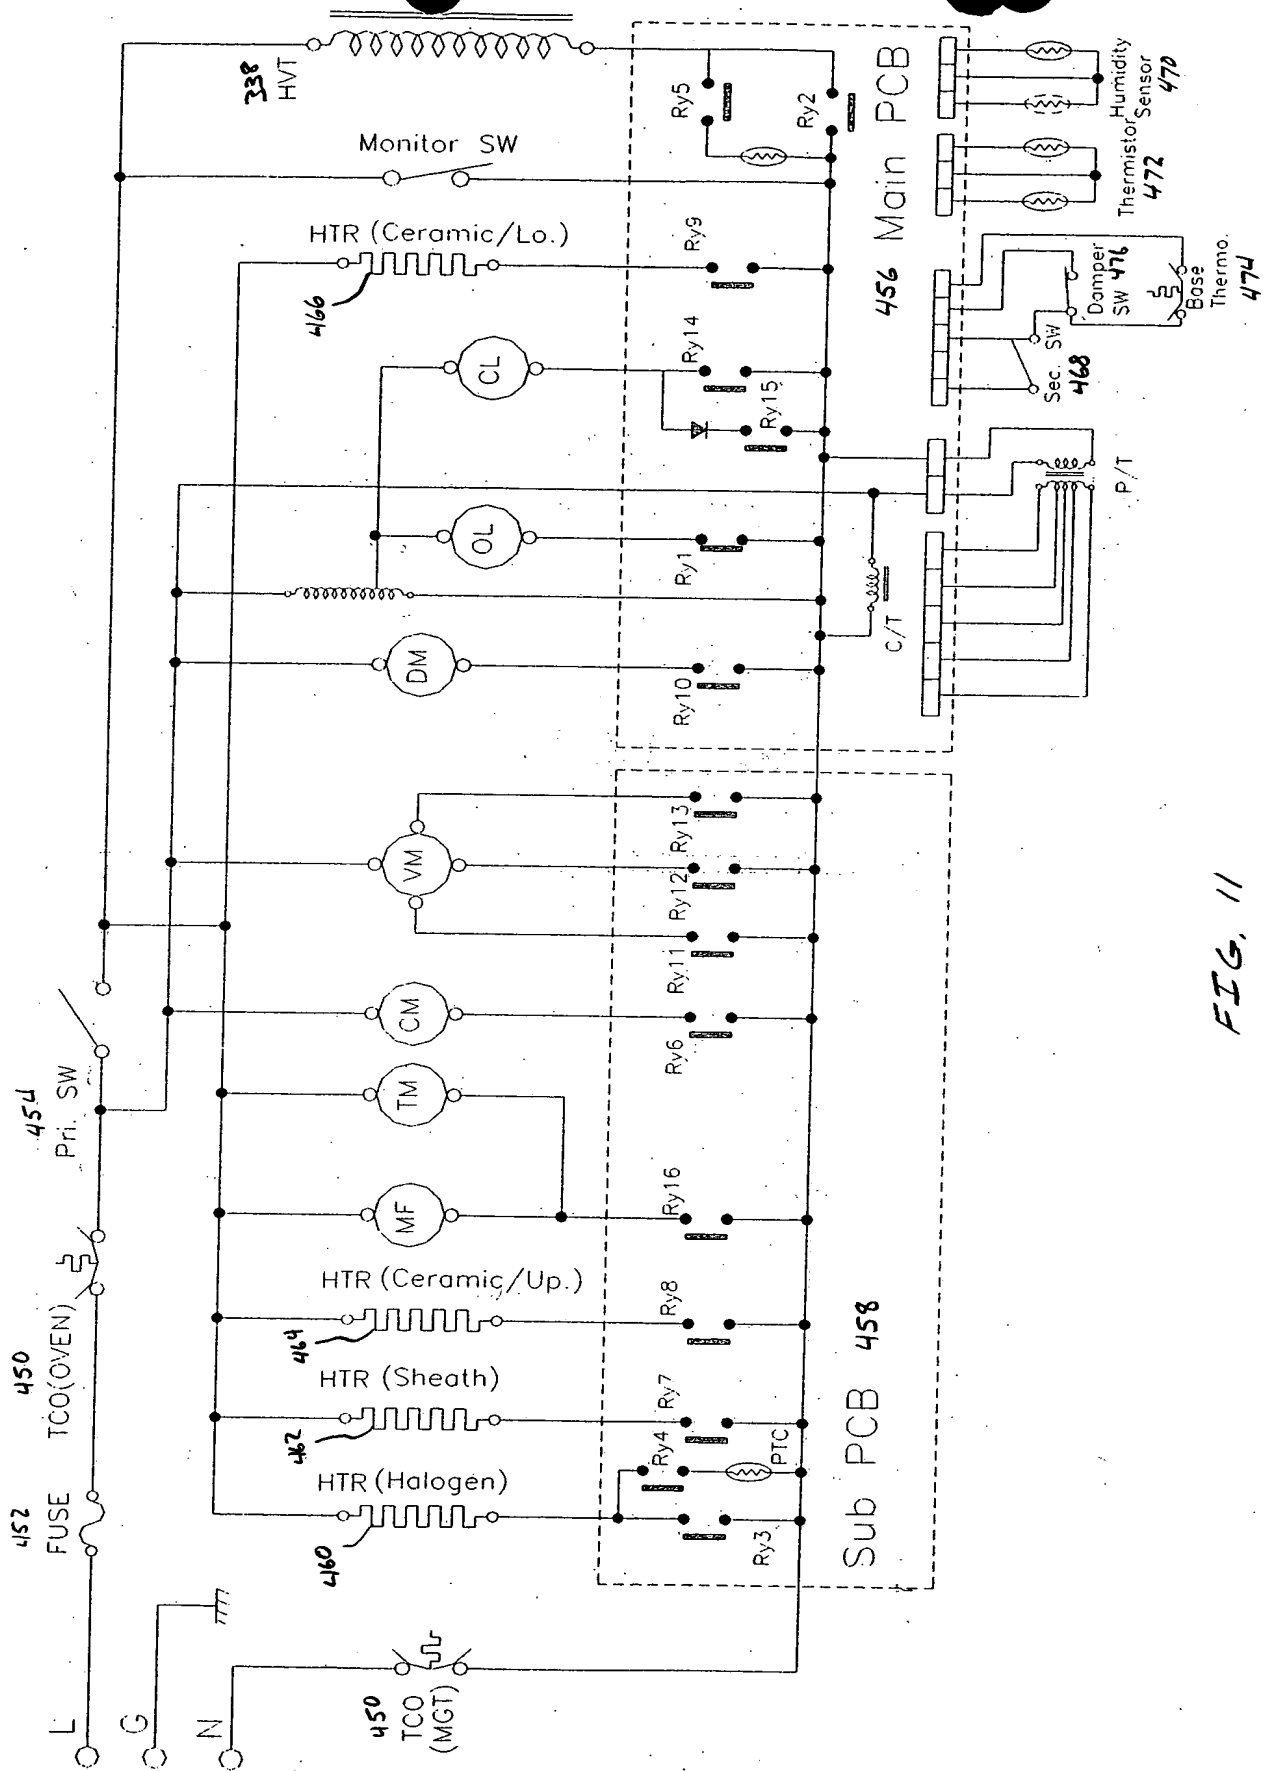 L
G
N
452
FUSE
450
TCO(OVEN)
454
Pri. SW
450
TCO
(MGT)
HTR (Halogen)
460
HTR (Sheath)
462
HTR (Ceramic/Up.)
464
MF
TM
CM
VM
DM
OL
CL
HTR (Ceramic/Lo.)
466
Monitor SW
338
HVT
Ry3
Ry4
PTC
Ry7
Ry8
Ry16
Ry6
Ry11
Ry12
Ry13
Ry10
Ry1
Ry15
Ry14
Ry9
Ry5
Ry2
Sub PCB 458
456 Main PCB
C/T
P/T
Sec. SW
468
Damper
SW 476
Base
Thermo.
474
Thermistor
472
Humidity
Sensor
470
FIG. 11